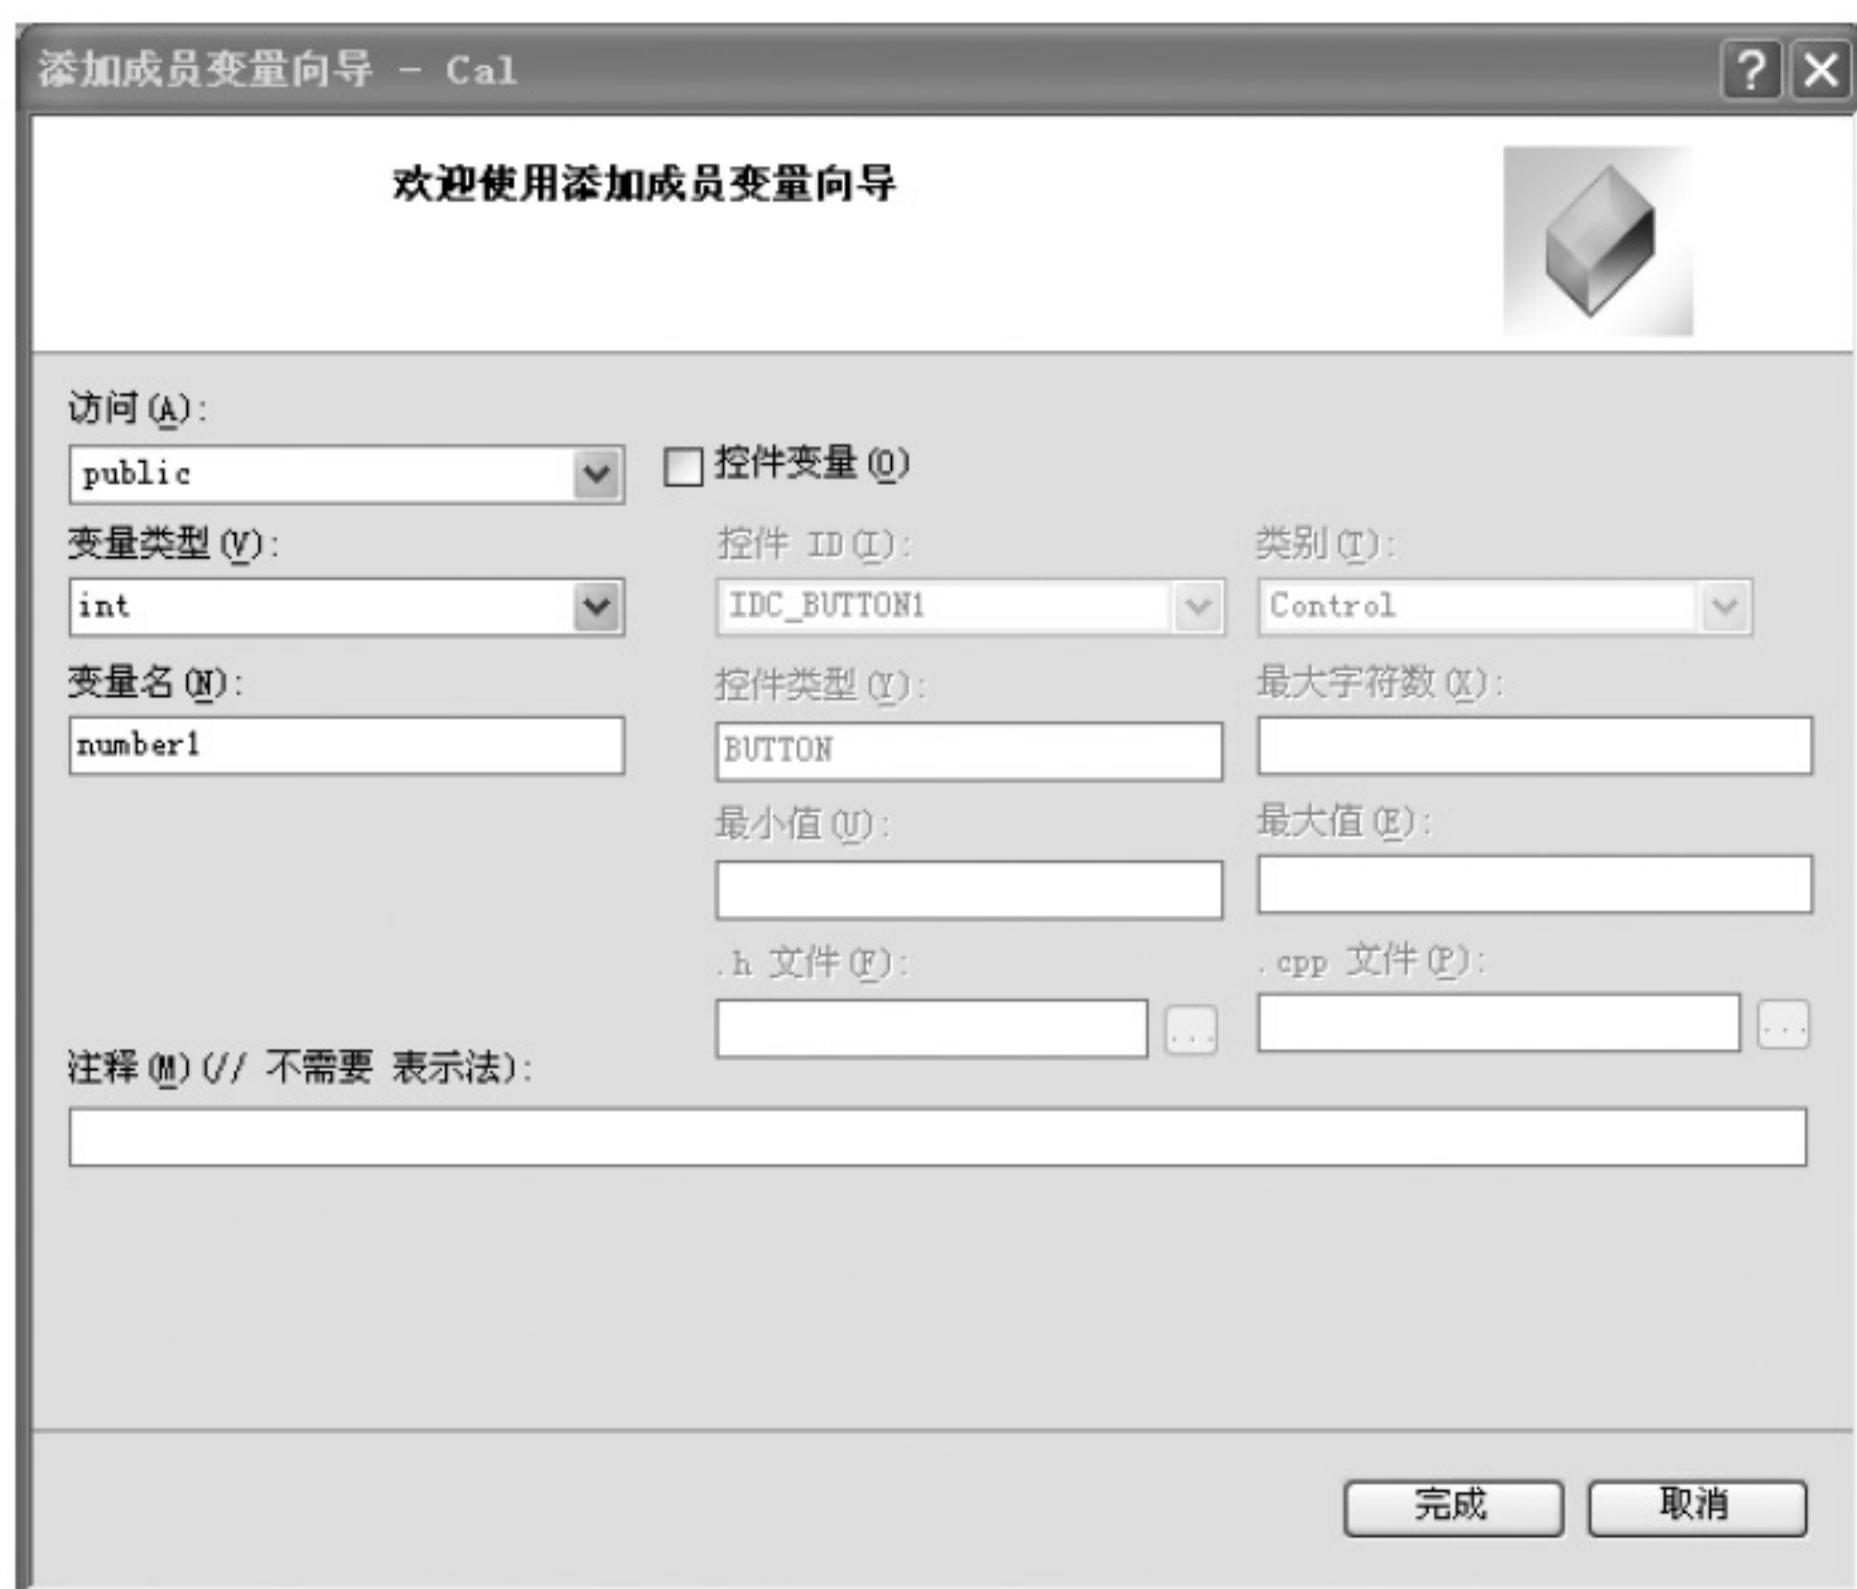 添加成员变量向导 - Cal
欢迎使用添加成员变量向导
访问(A):
public
控件变量(O)
变量类型(V):
控件 ID(I):
类别(T):
int
IDC_BUTTON1
Control
变量名(N):
控件类型(Y):
最大字符数(X):
number1
BUTTON
最小值(U):
最大值(E):
.h 文件(F):
.cpp 文件(P):
...
...
注释(M)(// 不需要 表示法):
完成
取消